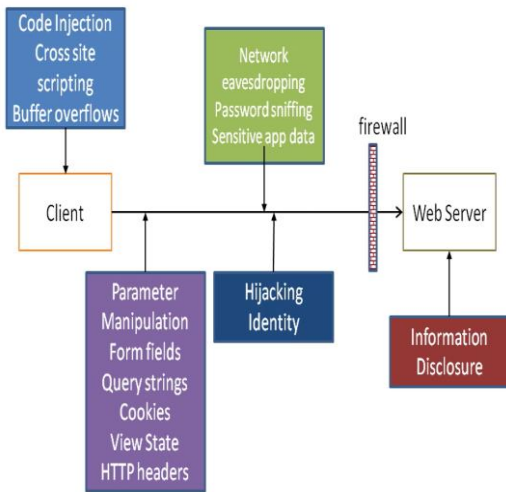 Code Injection
Cross site
scripting
Buffer overflows
Network
eavesdropping
Password sniffing
Sensitive app data
firewall
Client
Web Server
Parameter
Manipulation
Form fields
Query strings
Cookies
View State
HTTP headers
Hijacking
Identity
Information
Disclosure